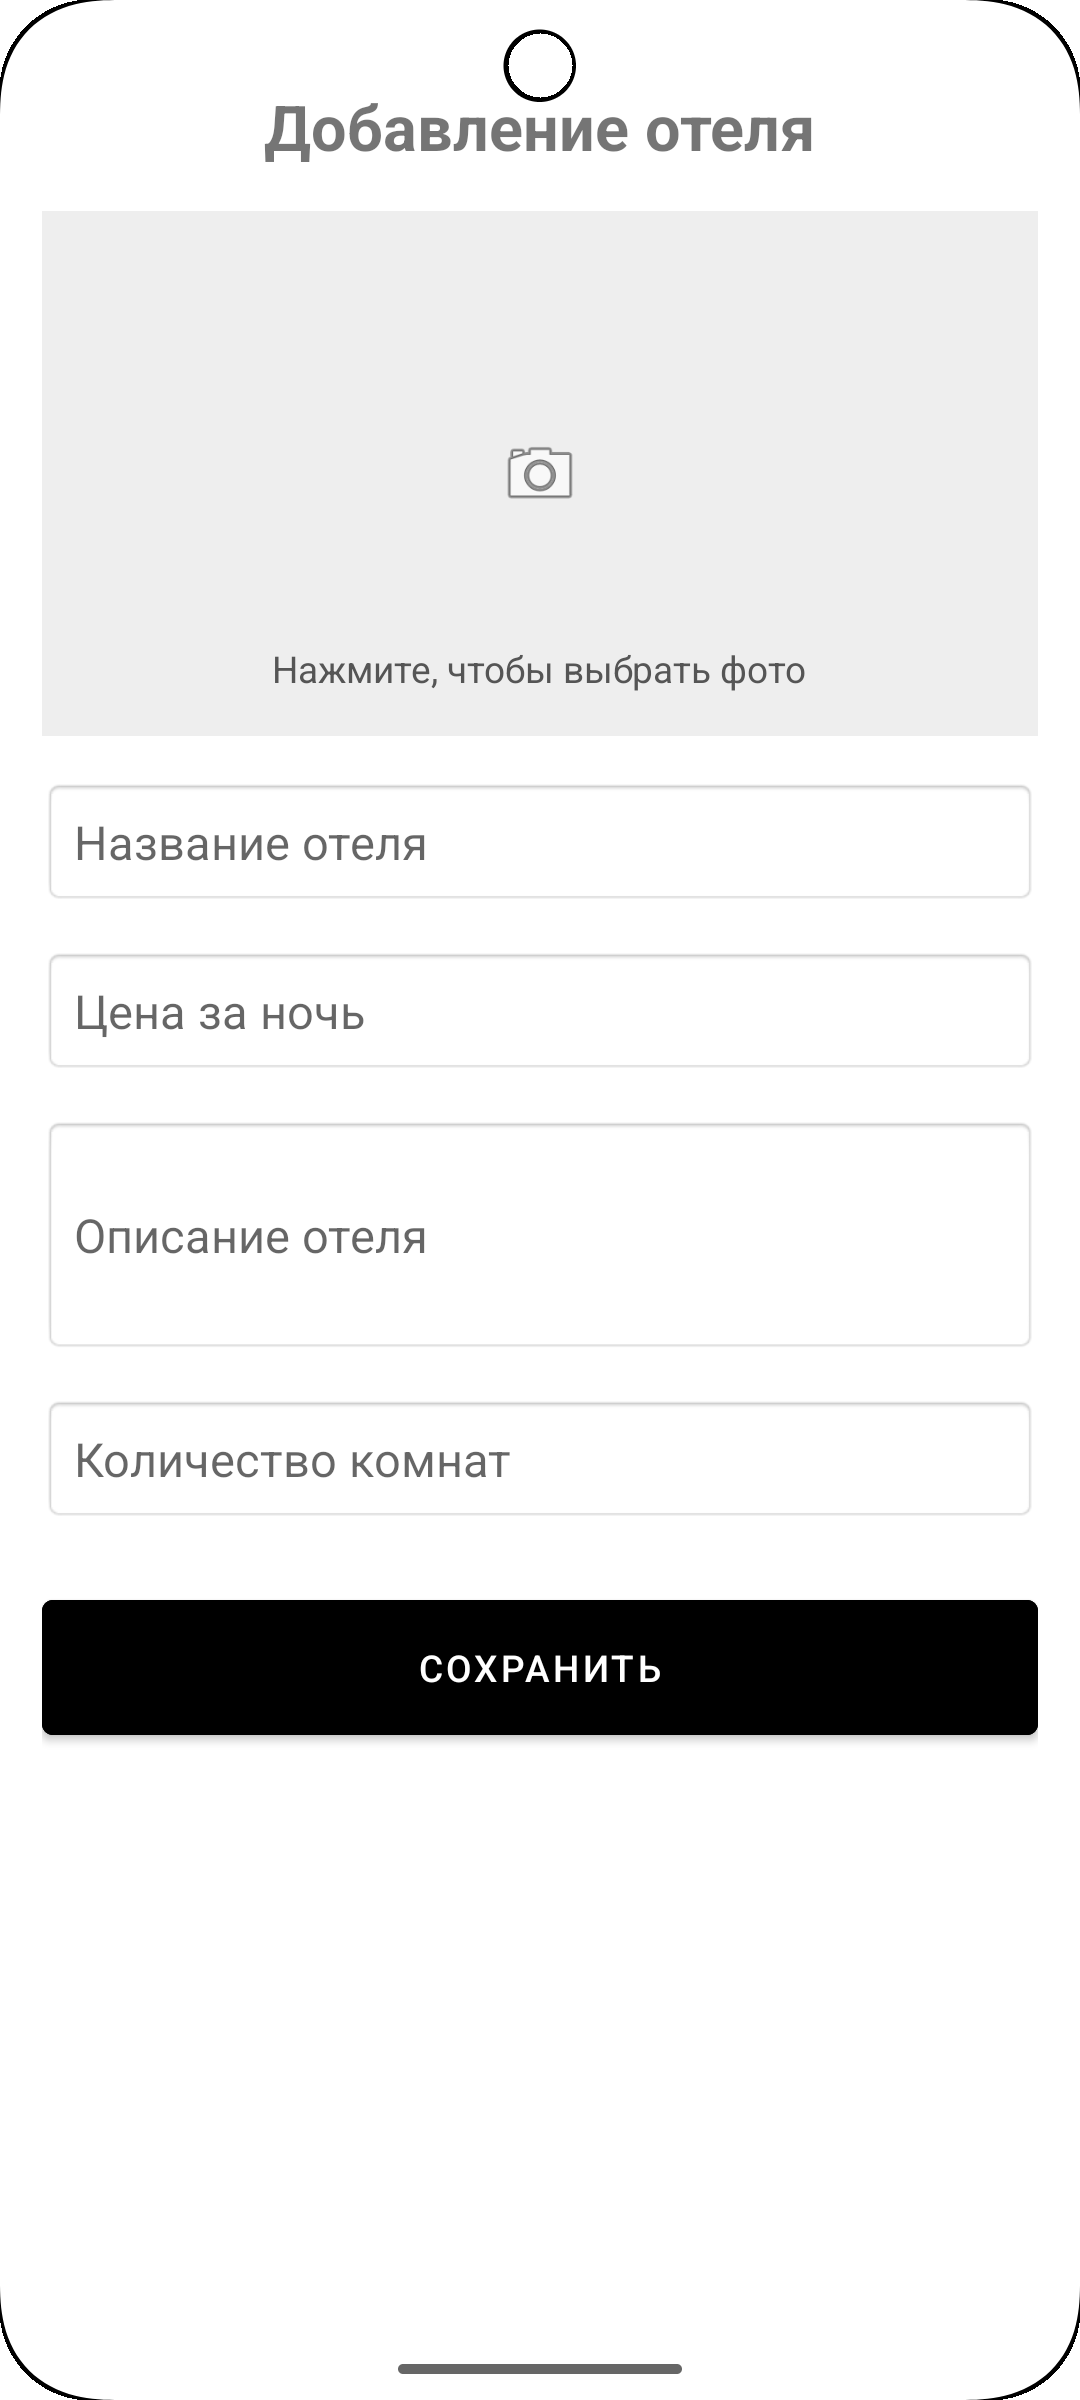 Добавление отеля
Нажмите, чтобы выбрать фото
Название отеля
Цена за ночь
Описание отеля
Количество комнат
СОХРАНИТЬ